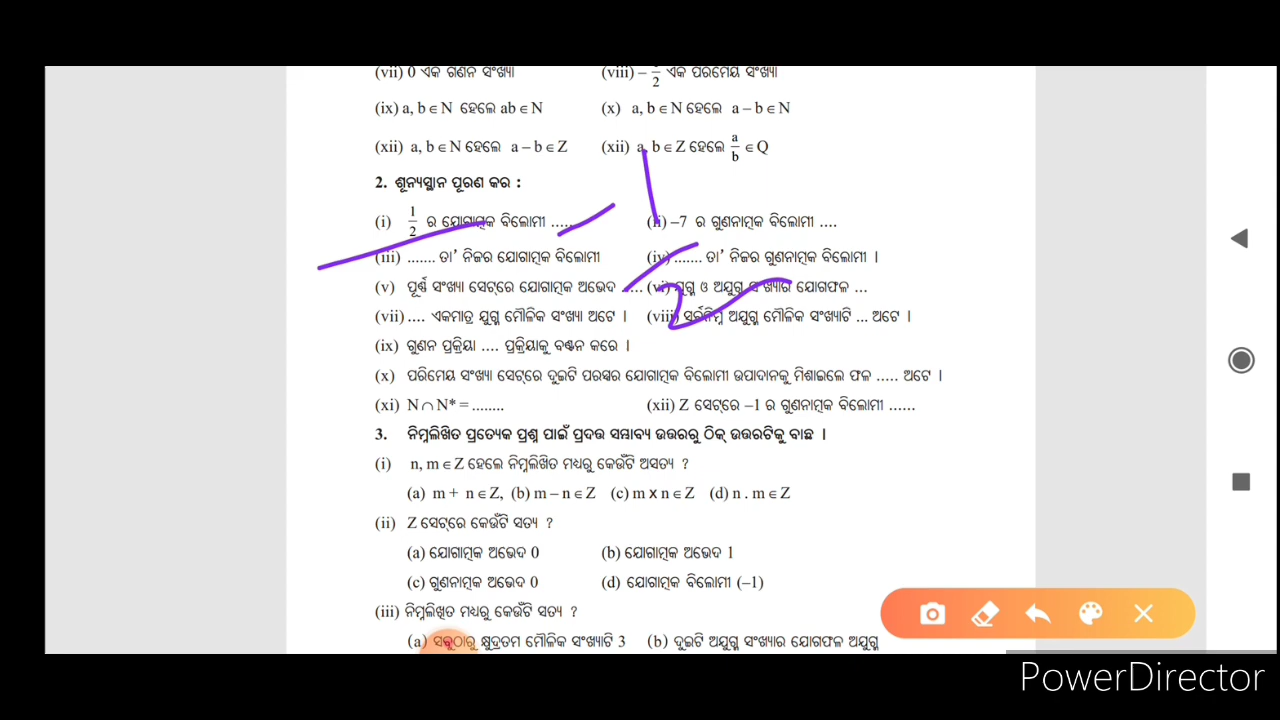 (vii) 0 ଏକ ଗଣନ ସଂଖ୍ୟା (viii) – 1/2 ଏକ ପରିମେୟ ସଂଖ୍ୟା
(ix) a, b ∈ N ହେଲେ ab ∈ N (x) a, b ∈ N ହେଲେ a – b ∈ N
(xii) a, b ∈ N ହେଲେ a – b ∈ Z (xii) a, b ∈ Z ହେଲେ a/b ∈ Q
2. ଶୂନ୍ୟସ୍ଥାନ ପୂରଣ କର :
(i) 1/2 ର ଯୋଗାତ୍ମକ ବିଲୋମୀ ..... (ii) –7 ର ଗୁଣନାତ୍ମକ ବିଲୋମୀ ....
(iii) ....... ତା’ ନିଜର ଯୋଗାତ୍ମକ ବିଲୋମୀ (iv) ....... ତା’ ନିଜର ଗୁଣନାତ୍ମକ ବିଲୋମୀ ।
(v) ପୂର୍ଣ୍ଣ ସଂଖ୍ୟା ସେଟ୍‌ରେ ଯୋଗାତ୍ମକ ଅଭେଦ ..... (vi) ଯୁଗ୍ମ ଓ ଅଯୁଗ୍ମ ସଂଖ୍ୟାର ଯୋଗଫଳ ...
(vii) .... ଏକମାତ୍ର ଯୁଗ୍ମ ମୌଳିକ ସଂଖ୍ୟା ଅଟେ । (viii) ସର୍ବନିମ୍ନ ଅଯୁଗ୍ମ ମୌଳିକ ସଂଖ୍ୟାଟି ... ଅଟେ ।
(ix) ଗୁଣନ ପ୍ରକ୍ରିୟା .... ପ୍ରକ୍ରିୟାକୁ ବଣ୍ଟନ କରେ ।
(x) ପରିମେୟ ସଂଖ୍ୟା ସେଟ୍‌ରେ ଦୁଇଟି ପରସ୍ପର ଯୋଗାତ୍ମକ ବିଲୋମୀ ଉପାଦାନକୁ ମିଶାଇଲେ ଫଳ ..... ଅଟେ ।
(xi) N ∩ N* = ........ (xii) Z ସେଟ୍‌ରେ –1 ର ଗୁଣନାତ୍ମକ ବିଲୋମୀ ......
3. ନିମ୍ନଲିଖିତ ପ୍ରତ୍ୟେକ ପ୍ରଶ୍ନ ପାଇଁ ପ୍ରଦତ୍ତ ସମ୍ଭାବ୍ୟ ଉତ୍ତରରୁ ଠିକ୍ ଉତ୍ତରଟିକୁ ବାଛ ।
(i) n, m ∈ Z ହେଲେ ନିମ୍ନଲିଖିତ ମଧ୍ୟରୁ କେଉଁଟି ଅସତ୍ୟ ?
(a) m + n ∈ Z, (b) m – n ∈ Z (c) m x n ∈ Z (d) n . m ∈ Z
(ii) Z ସେଟ୍‌ରେ କେଉଁଟି ସତ୍ୟ ?
(a) ଯୋଗାତ୍ମକ ଅଭେଦ 0 (b) ଯୋଗାତ୍ମକ ଅଭେଦ 1
(c) ଗୁଣନାତ୍ମକ ଅଭେଦ 0 (d) ଯୋଗାତ୍ମକ ବିଲୋମୀ (–1)
(iii) ନିମ୍ନଲିଖିତ ମଧ୍ୟରୁ କେଉଁଟି ସତ୍ୟ ?
(a) ସବୁଠାରୁ କ୍ଷୁଦ୍ରତମ ମୌଳିକ ସଂଖ୍ୟାଟି 3 (b) ଦୁଇଟି ଅଯୁଗ୍ମ ସଂଖ୍ୟାର ଯୋଗଫଳ ଅଯୁଗ୍ମ
PowerDirector